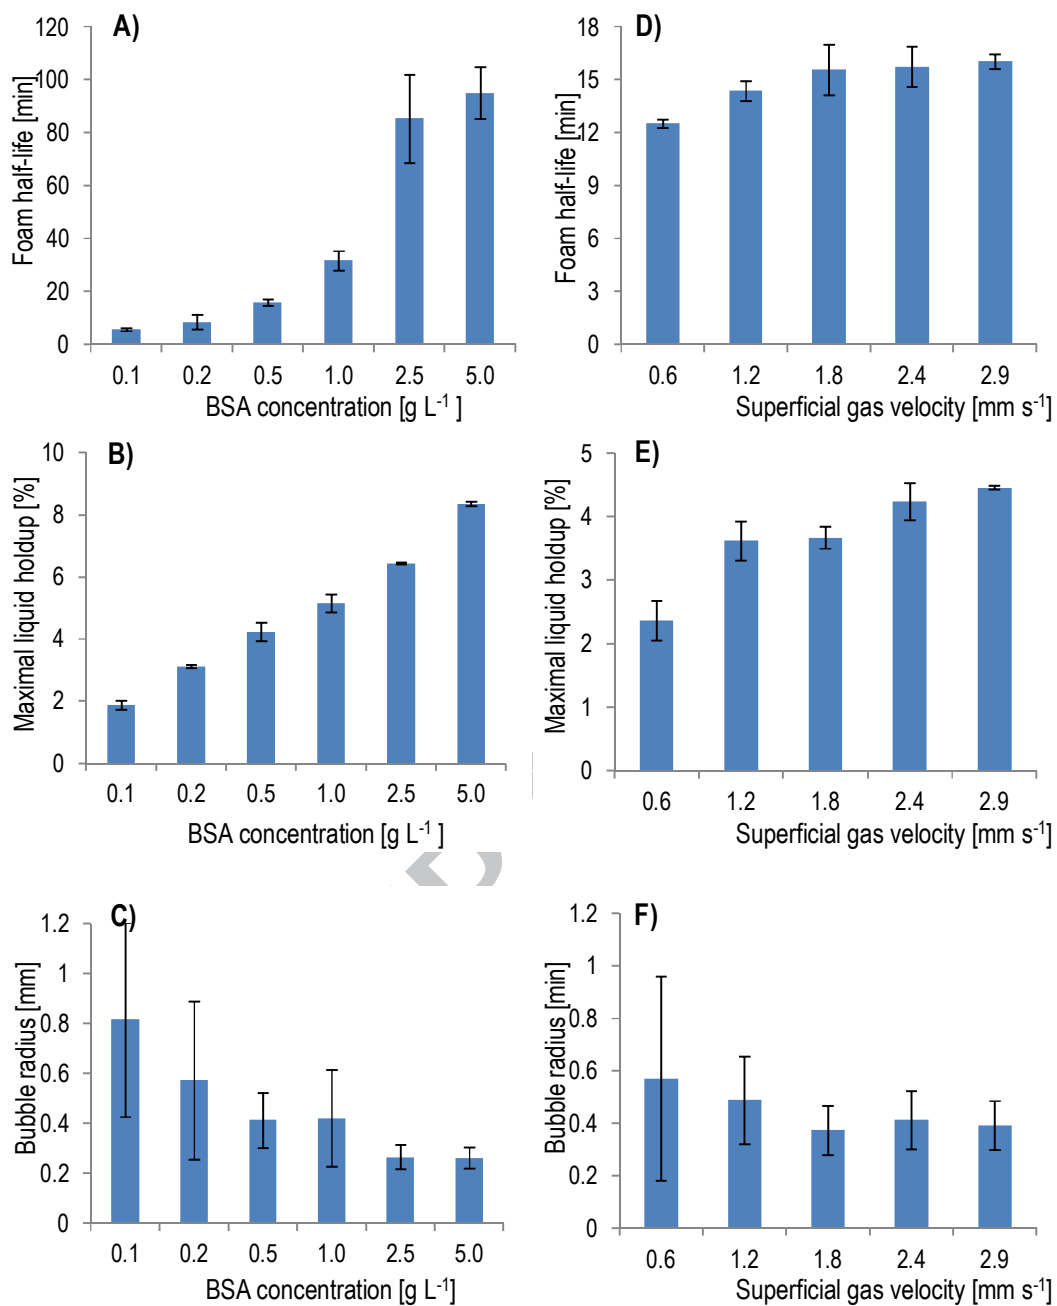 A)
Foam half-life [min]
120
100
80
60
40
20
0
0.1 0.2 0.5 1.0 2.5 5.0
BSA concentration [g L-1 ]
D)
Foam half-life [min]
18
15
12
9
6
3
0
0.6 1.2 1.8 2.4 2.9
Superficial gas velocity [mm s-1]
B)
Maximal liquid holdup [%]
10
8
6
4
2
0
0.1 0.2 0.5 1.0 2.5 5.0
BSA concentration [g L-1 ]
E)
Maximal liquid holdup [%]
5
4
3
2
1
0
0.6 1.2 1.8 2.4 2.9
Superficial gas velocity [mm s-1]
C)
Bubble radius [mm]
1.2
1
0.8
0.6
0.4
0.2
0
0.1 0.2 0.5 1.0 2.5 5.0
BSA concentration [g L-1]
F)
Bubble radius [min]
1.2
1
0.8
0.6
0.4
0.2
0
0.6 1.2 1.8 2.4 2.9
Superficial gas velocity [mm s-1]